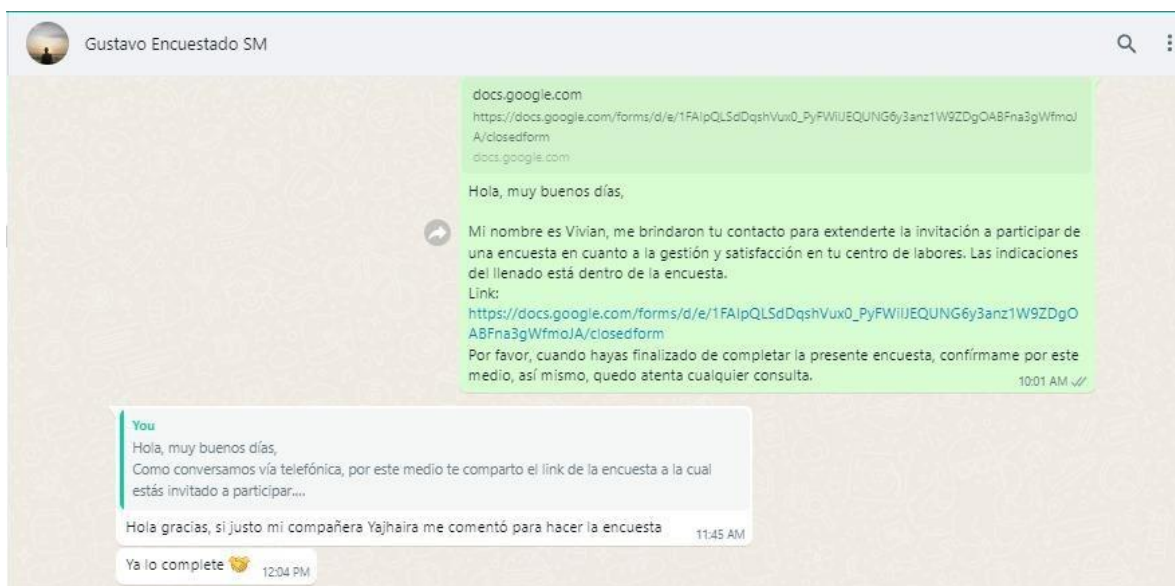 Gustavo Encuestado SM
docs.google.com
https://docs.google.com/forms/d/e/1FAIpQLSdDqshVux0_PyFWilJEQUNG6y3anz1W9ZDgOABFna3gWfmoJ
A/closedform
docs.google.com
Hola, muy buenos días,
Mi nombre es Vivian, me brindaron tu contacto para extenderte la invitación a participar de
una encuesta en cuanto a la gestión y satisfacción en tu centro de labores. Las indicaciones
del llenado está dentro de la encuesta.
Link:
https://docs.google.com/forms/d/e/1FAIpQLSdDqshVux0_PyFWilJEQUNG6y3anz1W9ZDgO
ABFna3gWfmoJA/closedform
Por favor, cuando hayas finalizado de completar la presente encuesta, confírmame por este
medio, así mismo, quedo atenta cualquier consulta.
10:01 AM
You
Hola, muy buenos días,
Como conversamos vía telefónica, por este medio te comparto el link de la encuesta a la cual
estás invitado a participar....
Hola gracias, si justo mi compañera Yajhaira me comentó para hacer la encuesta
11:45 AM
Ya lo complete 🤝
12:04 PM